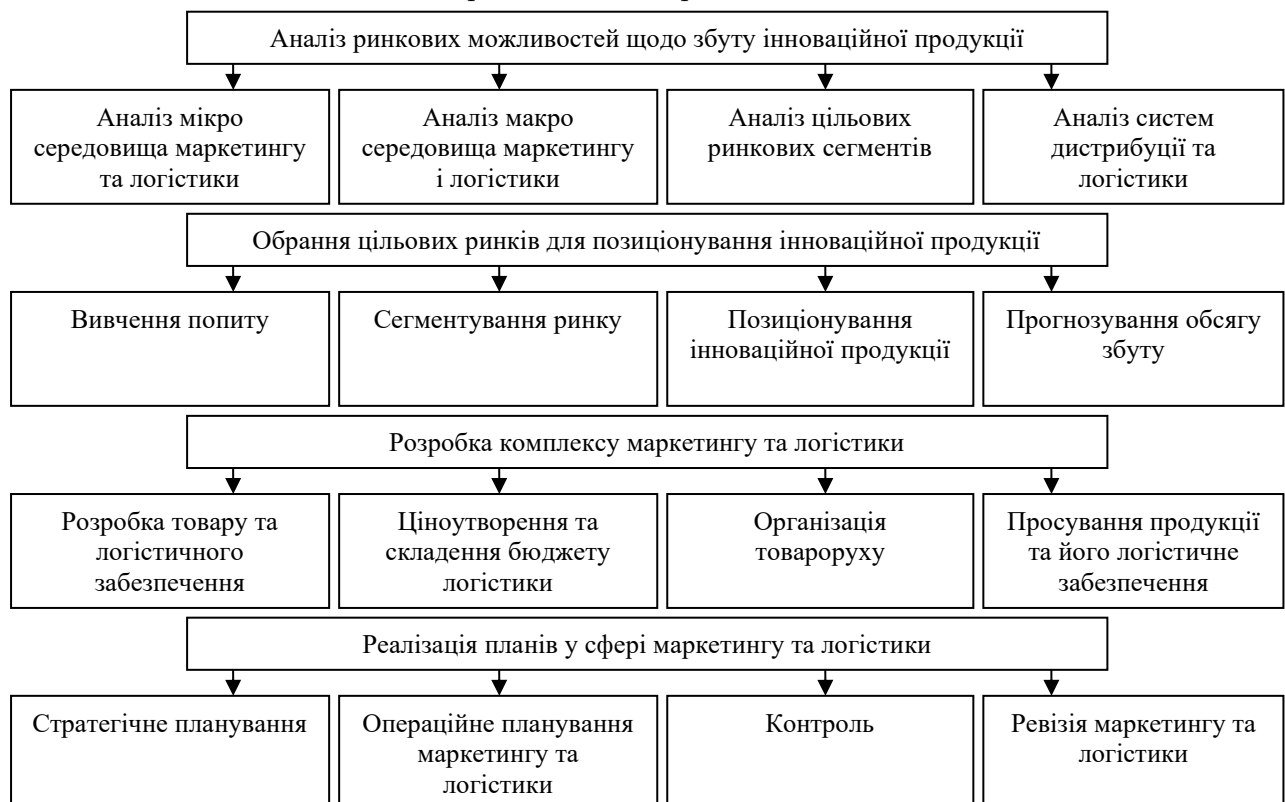 Аналіз ринкових можливостей щодо збуту інноваційної продукції
Аналіз мікро
середовища маркетингу
та логістики
Аналіз макро
середовища маркетингу
і логістики
Аналіз цільових
ринкових сегментів
Аналіз систем
дистрибуції та
логістики
Обрання цільових ринків для позиціонування інноваційної продукції
Вивчення попиту
Сегментування ринку
Позиціонування
інноваційної продукції
Прогнозування обсягу
збуту
Розробка комплексу маркетингу та логістики
Розробка товару та
логістичного
забезпечення
Ціноутворення та
складення бюджету
логістики
Організація
товароруху
Просування продукції
та його логістичне
забезпечення
Реалізація планів у сфері маркетингу та логістики
Стратегічне планування
Операційне планування
маркетингу та
логістики
Контроль
Ревізія маркетингу та
логістики